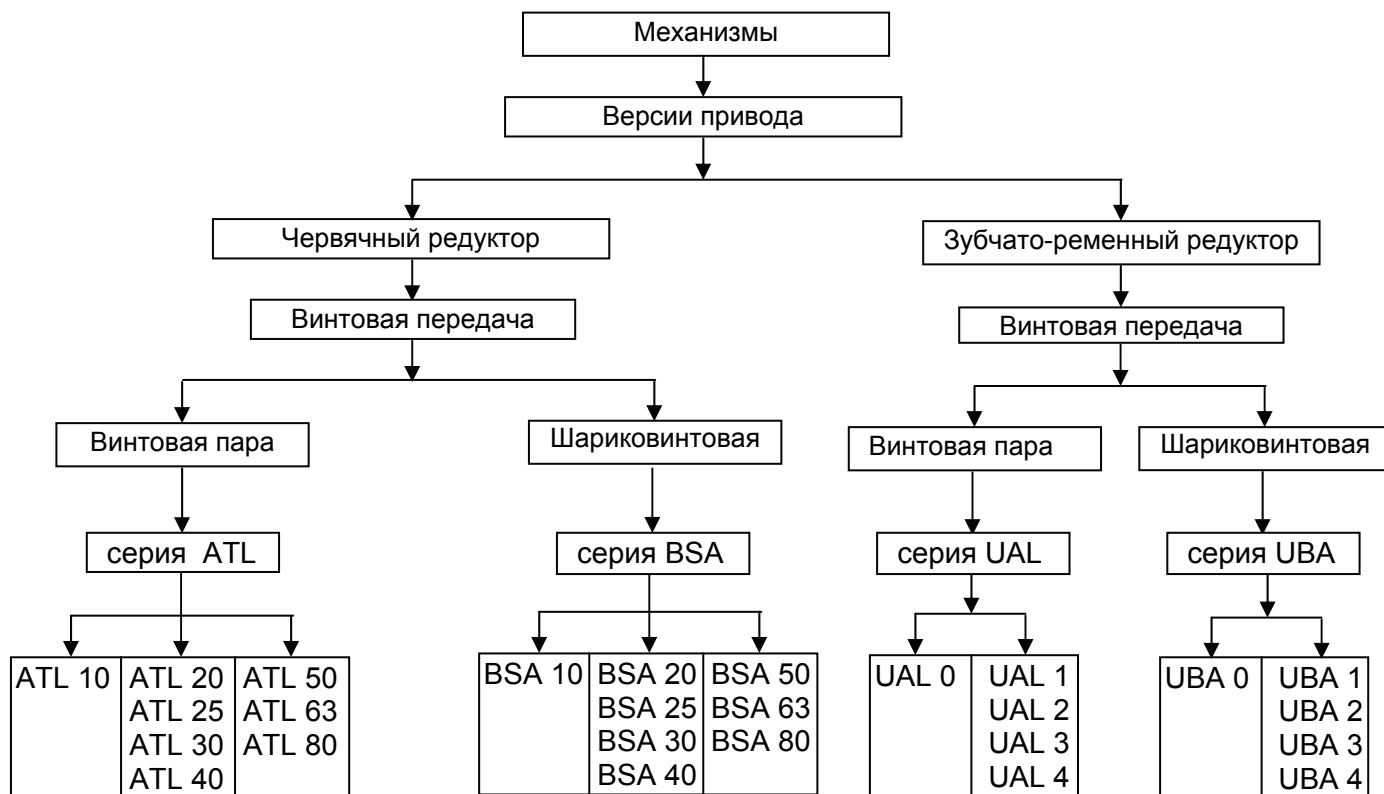 Механизмы
Версии привода
Червячный редуктор
Зубчато-ременный редуктор
Винтовая передача
Винтовая передача
Винтовая пара
Шариковинтовая
Винтовая пара
Шариковинтовая
серия ATL
серия BSA
серия UAL
серия UBA
ATL 10
ATL 20
ATL 25
ATL 30
ATL 40
ATL 50
ATL 63
ATL 80
BSA 10
BSA 20
BSA 25
BSA 30
BSA 40
BSA 50
BSA 63
BSA 80
UAL 0
UAL 1
UAL 2
UAL 3
UAL 4
UBA 0
UBA 1
UBA 2
UBA 3
UBA 4